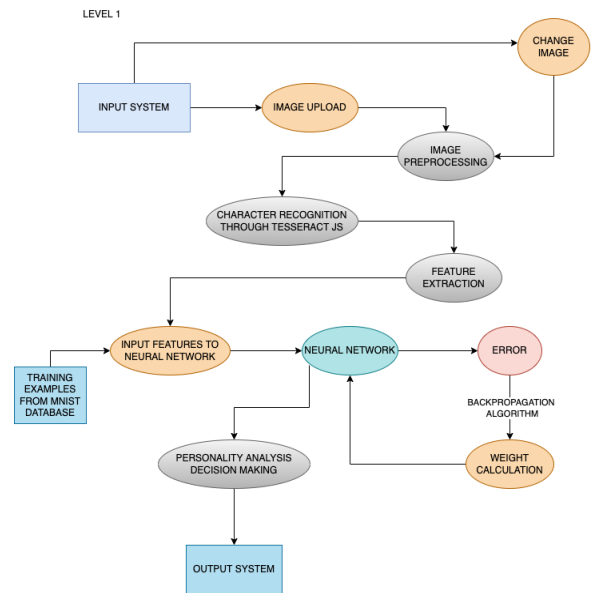 LEVEL 1
CHANGE
IMAGE
INPUT SYSTEM
IMAGE UPLOAD
IMAGE
PREPROCESSING
CHARACTER RECOGNITION
THROUGH TESSERACT JS
FEATURE
EXTRACTION
INPUT FEATURES TO
NEURAL NETWORK
NEURAL NETWORK
ERROR
TRAINING
EXAMPLES
FROM MNIST
DATABASE
BACKPROPAGATION
ALGORITHM
PERSONALITY ANALYSIS
DECISION MAKING
WEIGHT
CALCULATION
OUTPUT SYSTEM